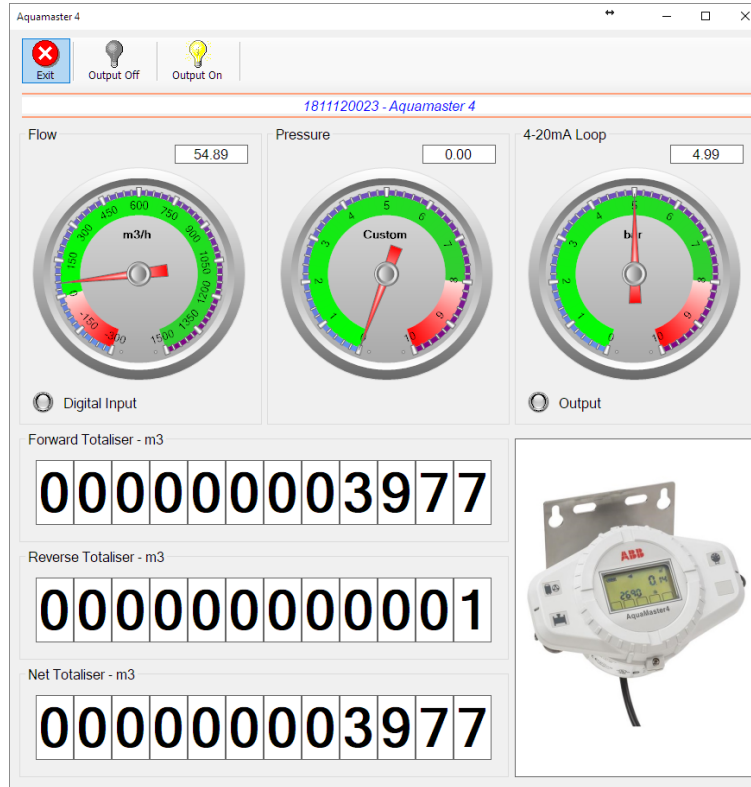 Aquamaster 4
Exit
Output Off
Output On
1811120023 - Aquamaster 4
Flow
54.89
m3/h
-300
-150
0
150
300
450
600
750
900
1050
1200
1350
1500
Digital Input
Pressure
0.00
Custom
0
1
2
3
4
5
6
7
8
9
10
4-20mA Loop
4.99
bar
0
1
2
3
4
5
6
7
8
9
10
Output
Forward Totaliser - m3
000000003977
Reverse Totaliser - m3
000000000001
Net Totaliser - m3
000000003977
ABB
0.14
2690
AquaMaster4